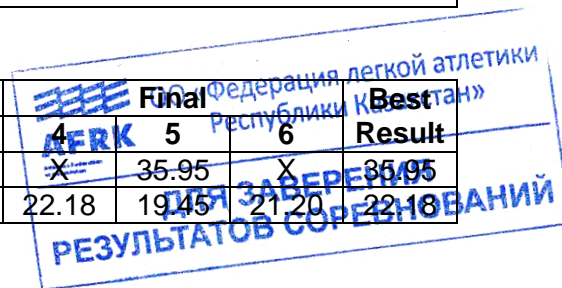 Final Best
4 5 6 Result
X 35.95 X 35.95
22.18 19.45 21.20 22.18
«Федерация легкой атлетики
Республики Казахстан»
AFRK
ДЛЯ ЗАВЕРЕНИЯ
РЕЗУЛЬТАТОВ СОРЕВНОВАНИЙ